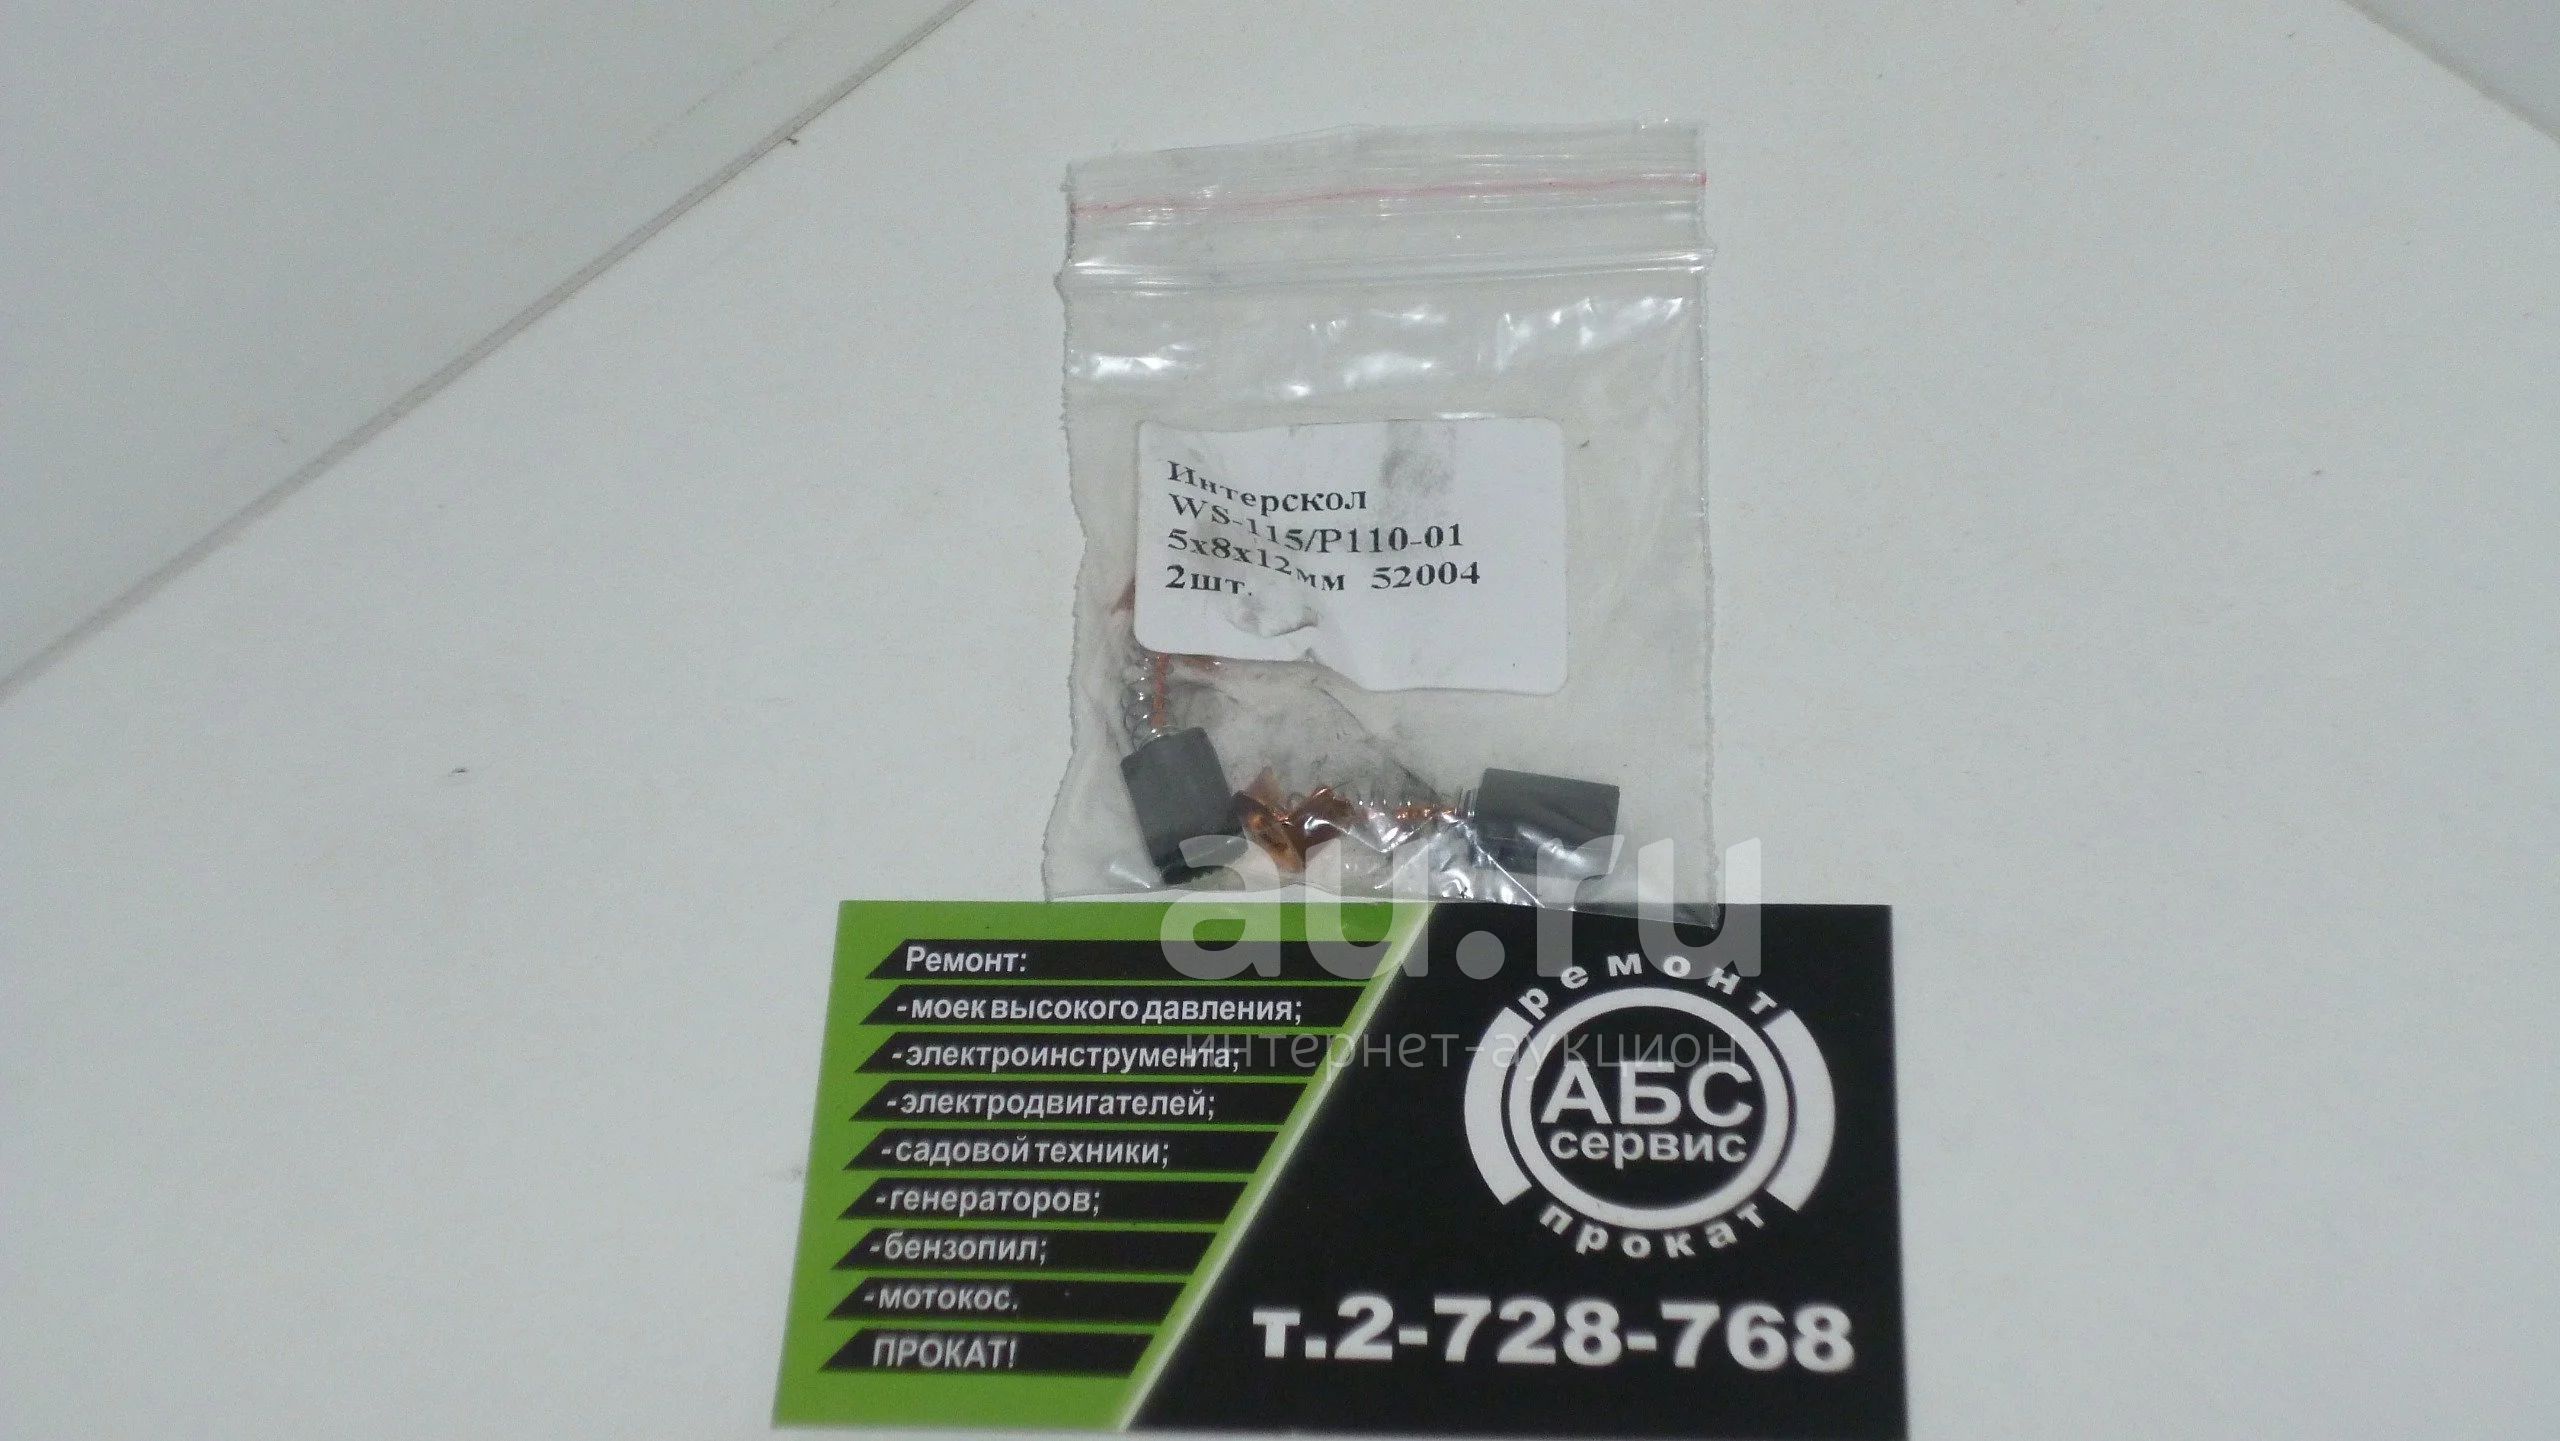 Интерскол
WS-115/P110-01
5x8x12мм 52004
2шт.
au.ru
интернет-аукцион
Ремонт:
-моек высокого давления;
-электроинструмента;
-электродвигателей;
-садовой техники;
-генераторов;
-бензопил;
-мотокос.
ПРОКАТ!
ремонт
АБС
сервис
прокат
т.2-728-768